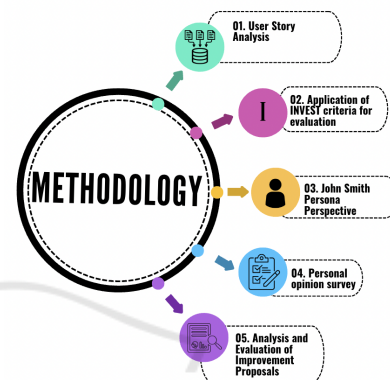 METHODOLOGY
01. User Story
Analysis
I
02. Application of
INVEST criteria for
evaluation
03. John Smith
Persona
Perspective
04. Personal
opinion survey
05. Analysis and
Evaluation of
Improvement
Proposals